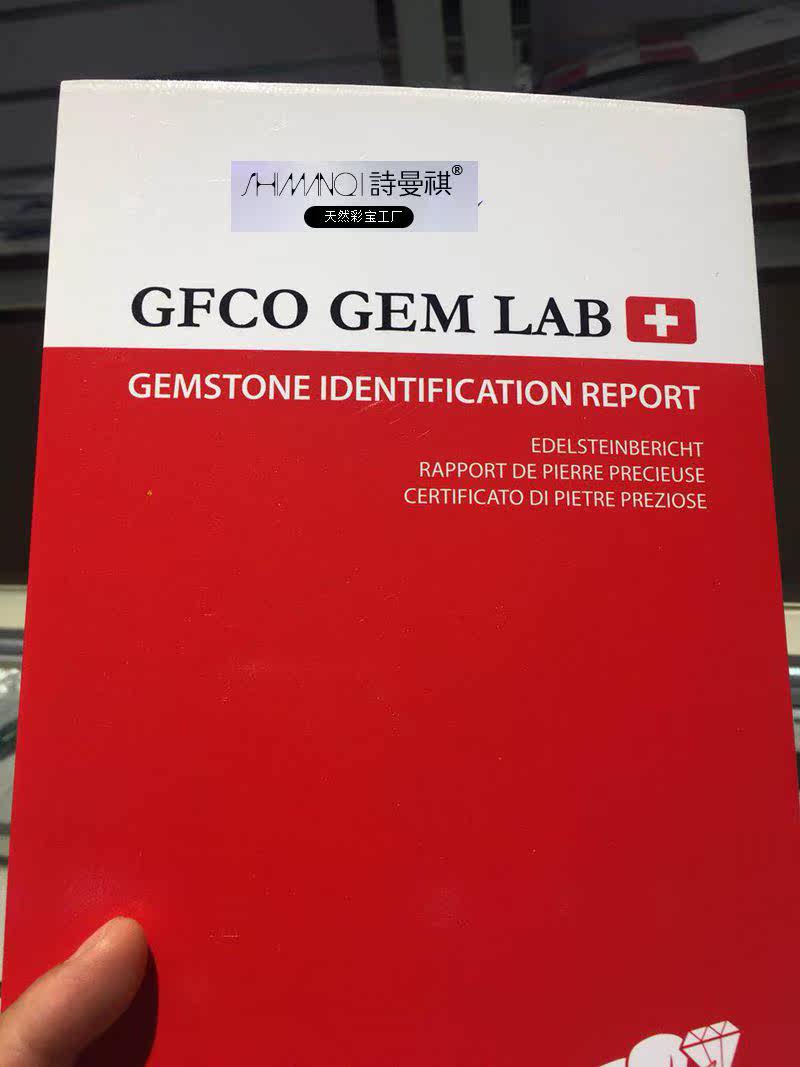 SHIMANQI 詩曼祺®
天然彩宝工厂
GFCO GEM LAB
GEMSTONE IDENTIFICATION REPORT
EDELSTEINBERICHT
RAPPORT DE PIERRE PRECIEUSE
CERTIFICATO DI PIETRE PREZIOSE